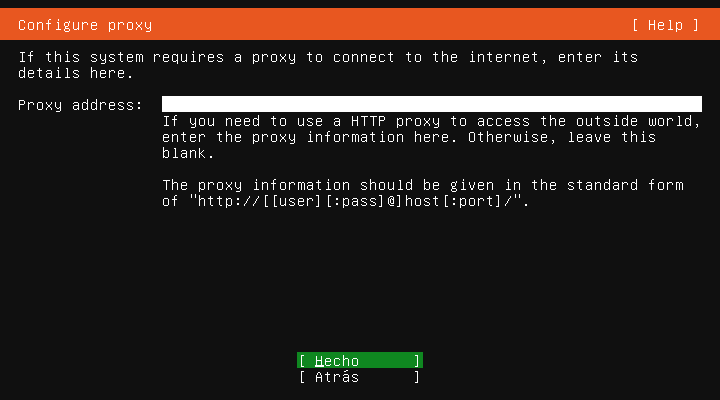 Configure proxy [ Help ]
If this system requires a proxy to connect to the internet, enter its
details here.
Proxy address:
If you need to use a HTTP proxy to access the outside world,
enter the proxy information here. Otherwise, leave this
blank.
The proxy information should be given in the standard form
of "http://[[user][:pass]@]host[:port]/".
[ Hecho ]
[ Atrás ]